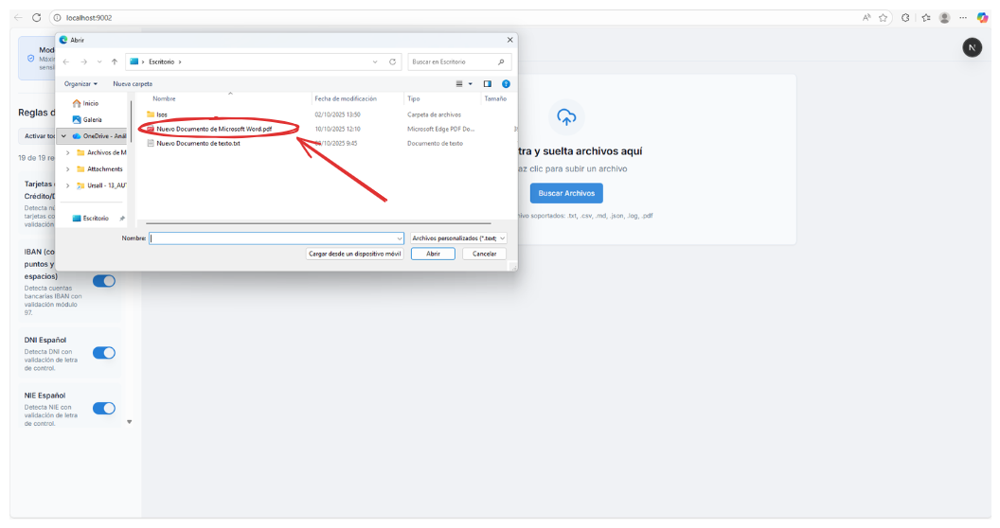 localhost:9002
Abrir
Escritorio
Buscar en Escritorio
Organizar
Nueva carpeta
Inicio
Galería
OneDrive - Anál
Archivos de M
Attachments
Ursall - 13_AU
Escritorio
Nombre
Fecha de modificación
Tipo
Tamaño
Isos
02/10/2025 13:50
Carpeta de archivos
Nuevo Documento de Microsoft Word.pdf
10/10/2025 12:10
Microsoft Edge PDF Do...
Nuevo Documento de texto.txt
/10/2025 9:45
Documento de texto
Nombre:
Archivos personalizados (*.text;
Cargar desde un dispositivo móvil
Abrir
Cancelar
Mod
Máxim
sensi
Reglas d
Activar to
19 de 19 re
Tarjetas
Crédito/D
Detecta nú
tarjetas co
validación
IBAN (co
puntos y
espacios)
Detecta cuentas
bancarias IBAN con
validación módulo
97.
DNI Español
Detecta DNI con
validación de letra
de control.
NIE Español
Detecta NIE con
validación de letra
de control.
N
tra y suelta archivos aquí
az clic para subir un archivo
Buscar Archivos
ivo soportados: .txt, .csv, .md, .json, .log, .pdf